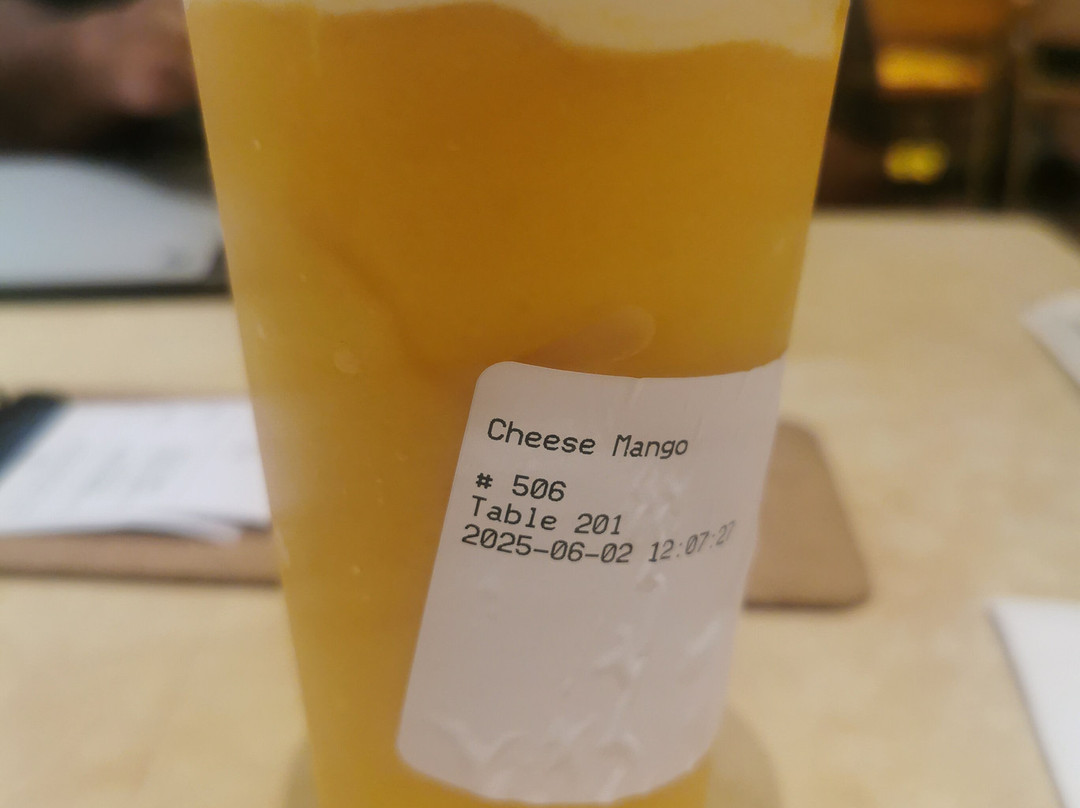 Cheese Mango
# 506
Table 201
2025-06-02 12:07:27